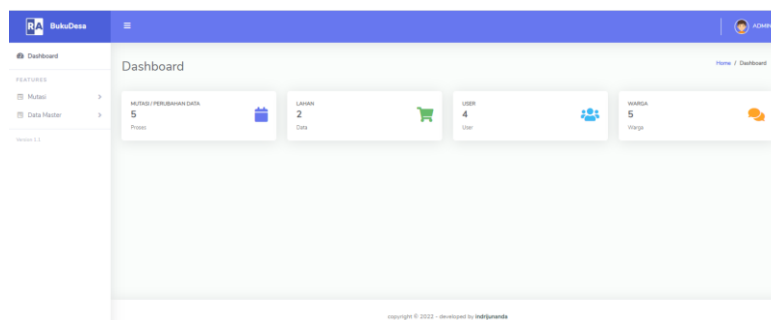 RA BukuDesa
ADMIN
Dashboard
FEATURES
Mutasi
Data Master
Version 1.1
Dashboard
Home / Dashboard
MUTASI / PERUBAHAN DATA
5
Proses
LAHAN
2
Data
USER
4
User
WARGA
5
Warga
copyright © 2022 - developed by indrijunanda